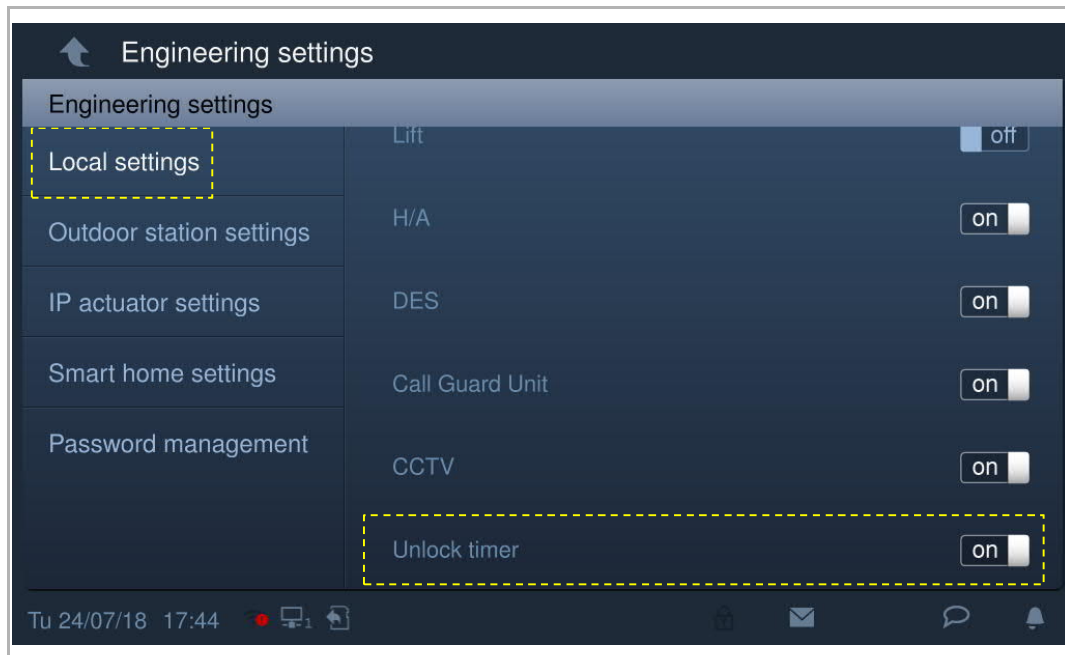 Engineering settings
Engineering settings
Local settings
Outdoor station settings
IP actuator settings
Smart home settings
Password management
Lift off
H/A on
DES on
Call Guard Unit on
CCTV on
Unlock timer on
Tu 24/07/18 17:44 1